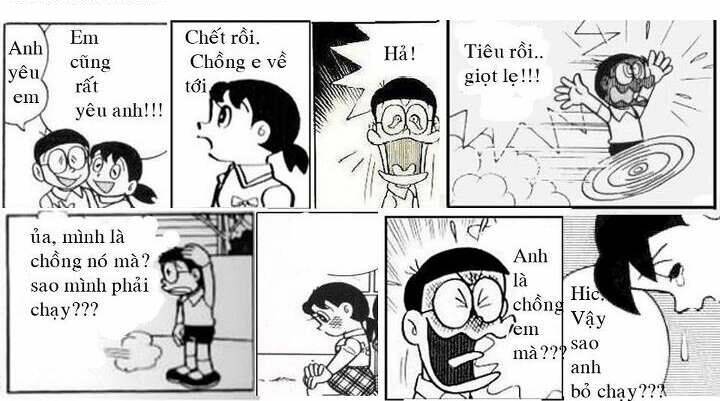 Anh
yêu
em
Em
cũng
rất
yêu anh!!!
Chết rồi.
Chồng e về
tới.
Hả!
Tiêu rồi..
giọt lẹ!!!
ủa, mình là
chồng nó mà?
sao mình phải
chạy???
Anh
là
chồng
em
mà???
Hic.
Vậy
sao
anh
bỏ chạy???